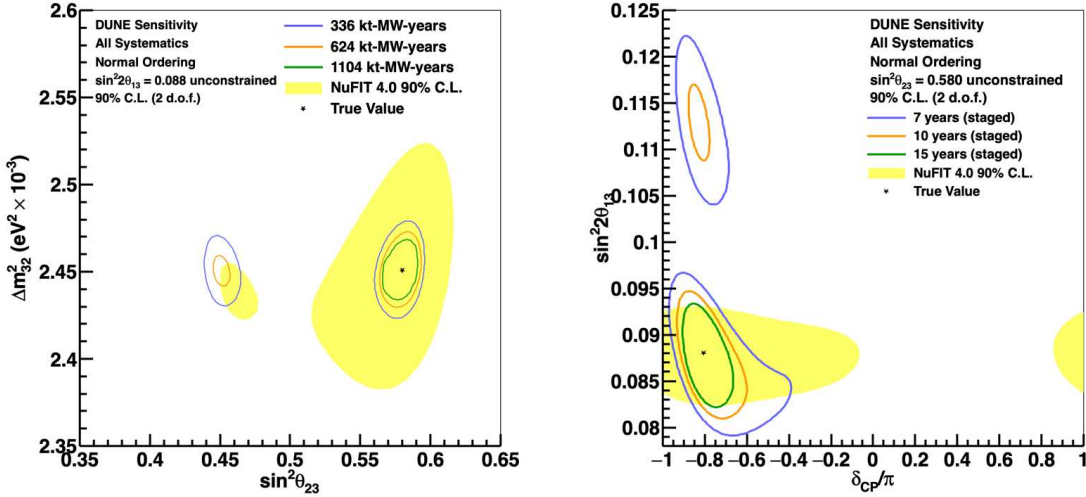 DUNE Sensitivity
All Systematics
Normal Ordering
sin²2θ₁₃ = 0.088 unconstrained
90% C.L. (2 d.o.f.)
336 kt-MW-years
624 kt-MW-years
1104 kt-MW-years
NuFIT 4.0 90% C.L.
True Value
2.6
2.55
2.5
2.45
2.4
2.35
Δm²₃₂ (eV² × 10⁻³)
0.35 0.4 0.45 0.5 0.55 0.6 0.65
sin²θ₂₃
DUNE Sensitivity
All Systematics
Normal Ordering
sin²θ₂₃ = 0.580 unconstrained
90% C.L. (2 d.o.f.)
7 years (staged)
10 years (staged)
15 years (staged)
NuFIT 4.0 90% C.L.
True Value
0.125
0.12
0.115
0.11
0.105
0.1
0.095
0.09
0.085
0.08
sin²2θ₁₃
−1 −0.8 −0.6 −0.4 −0.2 0 0.2 0.4 0.6 0.8 1
δ_CP/π